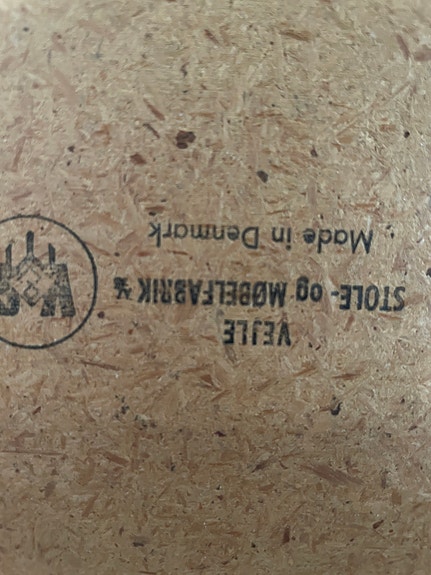 VEJLE
STOLE- og MØBELFABRIK A/S
Made in Denmark